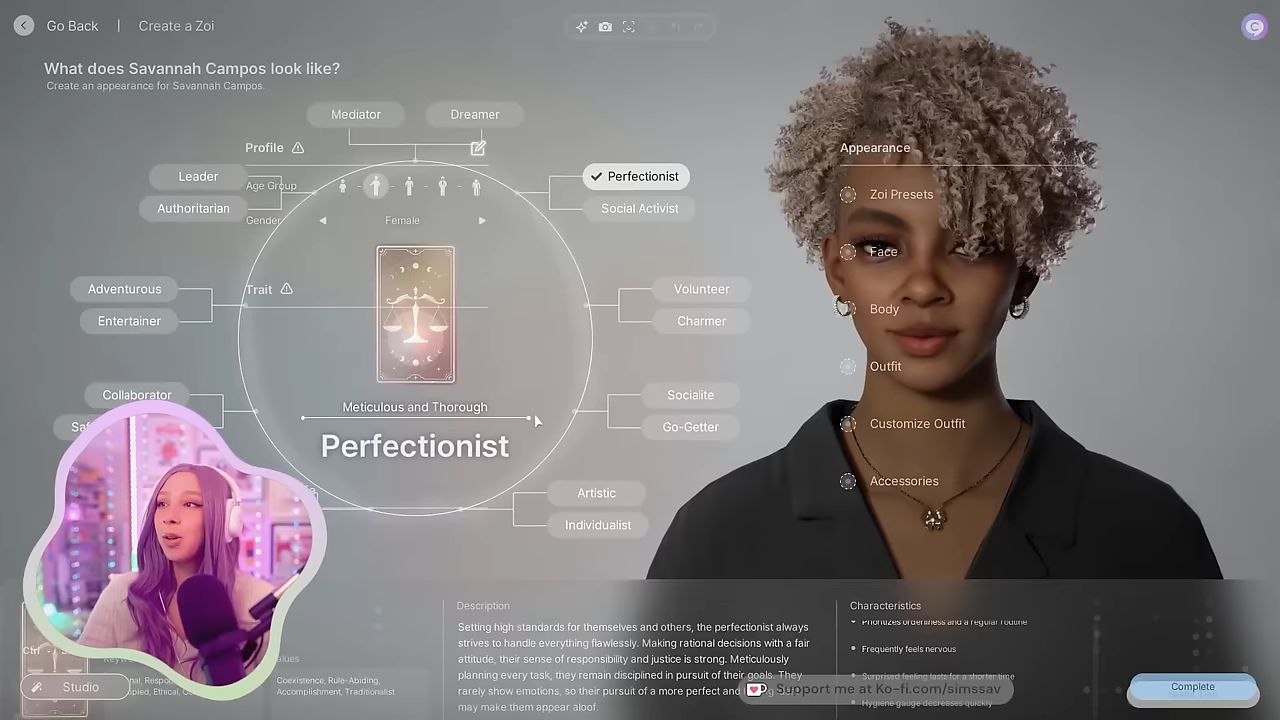 Go Back | Create a Zoi
What does Savannah Campos look like?
Create an appearance for Savannah Campos.
Mediator
Dreamer
Profile
Leader
Authoritarian
Age Group
Gender
Female
Perfectionist
Social Activist
Trait
Adventurous
Entertainer
Volunteer
Charmer
Collaborator
Socialite
Go-Getter
Meticulous and Thorough
Perfectionist
Artistic
Individualist
Appearance
Zoi Presets
Face
Body
Outfit
Customize Outfit
Accessories
Studio
Coexistence, Rule-Abiding,
Accomplishment, Traditionalist
Description
Setting high standards for themselves and others, the perfectionist always
strives to handle everything flawlessly. Making rational decisions with a fair
attitude, their sense of responsibility and justice is strong. Meticulously
planning every task, they remain disciplined in pursuit of their goals. They
rarely show emotions, so their pursuit of a more perfect and
may make them appear aloof.
Characteristics
Prioritizes orderliness and a regular routine
Frequently feels nervous
Surprised feeling lasts for a shorter time
Hygiene gauge decreases quickly
Support me at Ko-fi.com/simssav
Complete